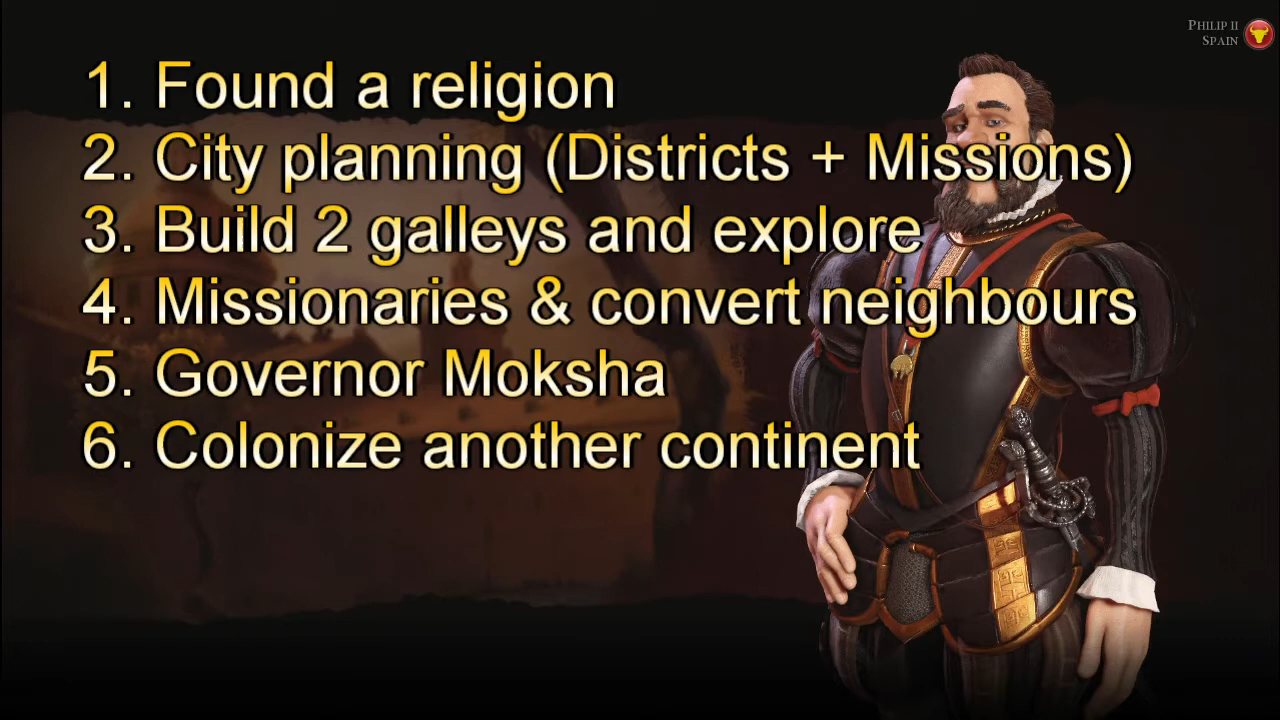 PHILIP II
SPAIN
1. Found a religion
2. City planning (Districts + Missions)
3. Build 2 galleys and explore
4. Missionaries & convert neighbours
5. Governor Moksha
6. Colonize another continent